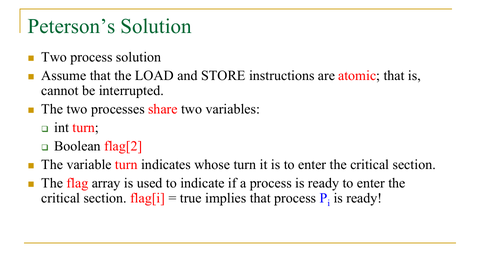 Peterson's Solution
Two process solution
Assume that the LOAD and STORE instructions are atomic; that is,
cannot be interrupted.
The two processes share two variables:
int turn;
Boolean flag[2]
The variable turn indicates whose turn it is to enter the critical section.
The flag array is used to indicate if a process is ready to enter the
critical section. flag[i] = true implies that process Pi is ready!